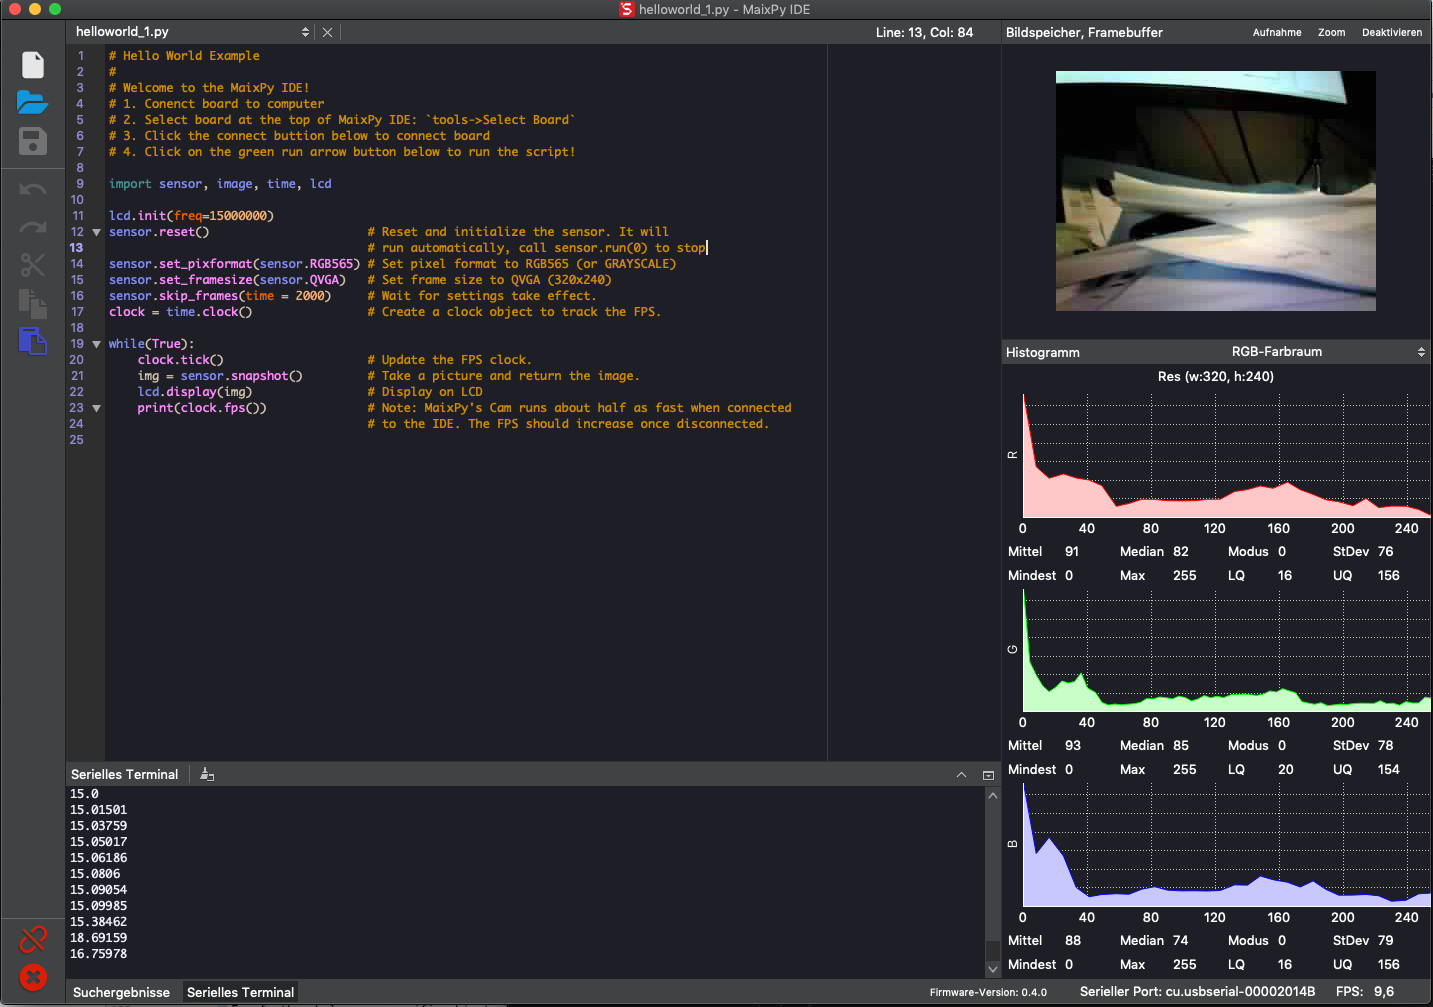 helloworld_1.py - MaixPy IDE
helloworld_1.py
Line: 13, Col: 84
Bildspeicher, Framebuffer
Aufnahme Zoom Deaktivieren
1 # Hello World Example
2 #
3 # Welcome to the MaixPy IDE!
4 # 1. Conenct board to computer
5 # 2. Select board at the top of MaixPy IDE: `tools->Select Board`
6 # 3. Click the connect buttion below to connect board
7 # 4. Click on the green run arrow button below to run the script!
8
9 import sensor, image, time, lcd
10
11 lcd.init(freq=15000000)
12 sensor.reset() # Reset and initialize the sensor. It will
13 # run automatically, call sensor.run(0) to stop
14 sensor.set_pixformat(sensor.RGB565) # Set pixel format to RGB565 (or GRAYSCALE)
15 sensor.set_framesize(sensor.QVGA) # Set frame size to QVGA (320x240)
16 sensor.skip_frames(time = 2000) # Wait for settings take effect.
17 clock = time.clock() # Create a clock object to track the FPS.
18
19 while(True):
20 clock.tick() # Update the FPS clock.
21 img = sensor.snapshot() # Take a picture and return the image.
22 lcd.display(img) # Display on LCD
23 print(clock.fps()) # Note: MaixPy's Cam runs about half as fast when connected
24 # to the IDE. The FPS should increase once disconnected.
25
Histogramm RGB-Farbraum
Res (w:320, h:240)
R
0 40 80 120 160 200 240
Mittel 91 Median 82 Modus 0 StDev 76
Mindest 0 Max 255 LQ 16 UQ 156
G
0 40 80 120 160 200 240
Mittel 93 Median 85 Modus 0 StDev 78
Mindest 0 Max 255 LQ 20 UQ 154
B
0 40 80 120 160 200 240
Mittel 88 Median 74 Modus 0 StDev 79
Mindest 0 Max 255 LQ 16 UQ 156
Serielles Terminal
15.0
15.01501
15.03759
15.05017
15.06186
15.0806
15.09054
15.09985
15.38462
18.69159
16.75978
Suchergebnisse Serielles Terminal
Firmware-Version: 0.4.0 Serieller Port: cu.usbserial-00002014B FPS: 9,6